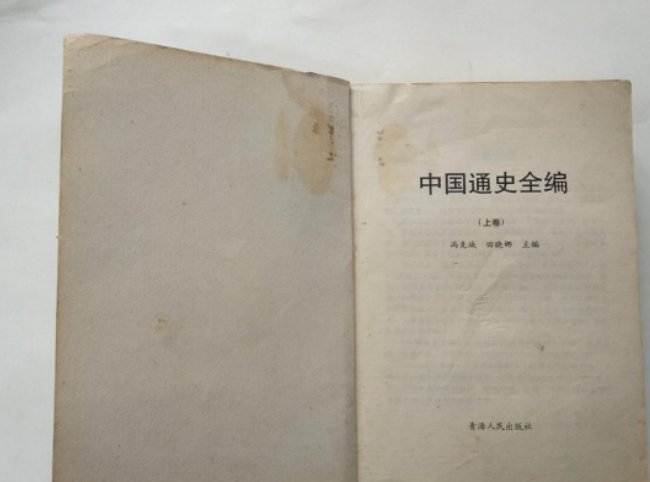 中国通史全编
（上卷）
冯克诚 田晓娜 主编
青海人民出版社